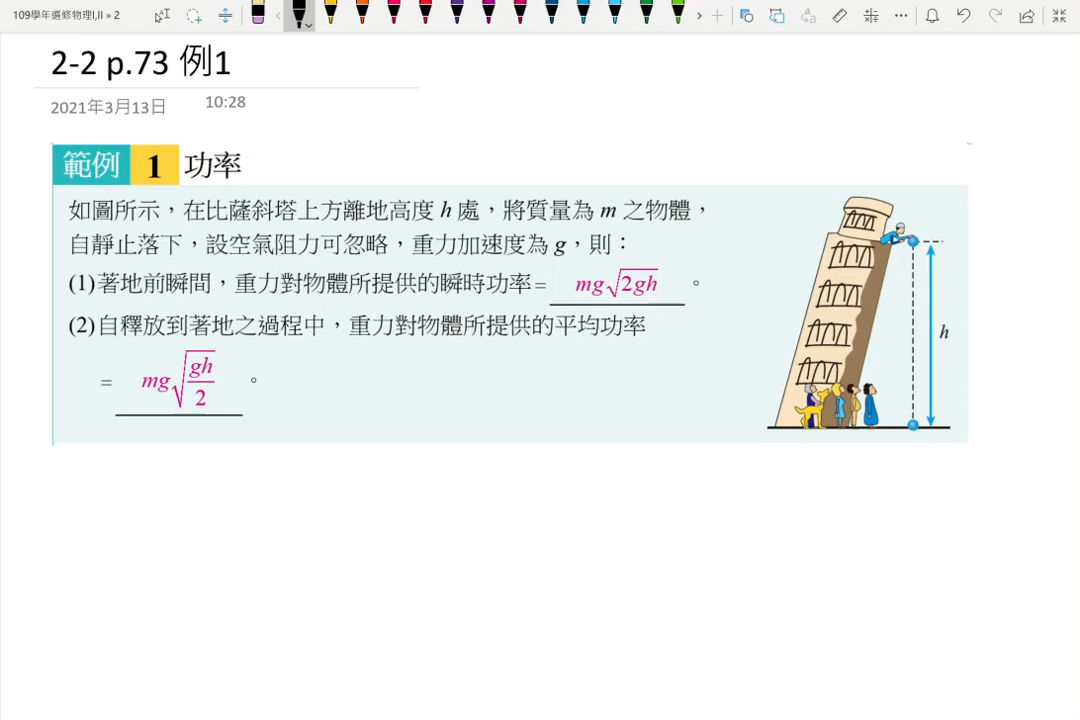 109學年選修物理I,II » 2
2-2 p.73 例1
2021年3月13日 10:28
範例 1 功率
如圖所示，在比薩斜塔上方離地高度 h 處，將質量為 m 之物體，
自靜止落下，設空氣阻力可忽略，重力加速度為 g，則：
(1)著地前瞬間，重力對物體所提供的瞬時功率= mg√2gh 。
(2)自釋放到著地之過程中，重力對物體所提供的平均功率
= mg√(gh/2) 。
h